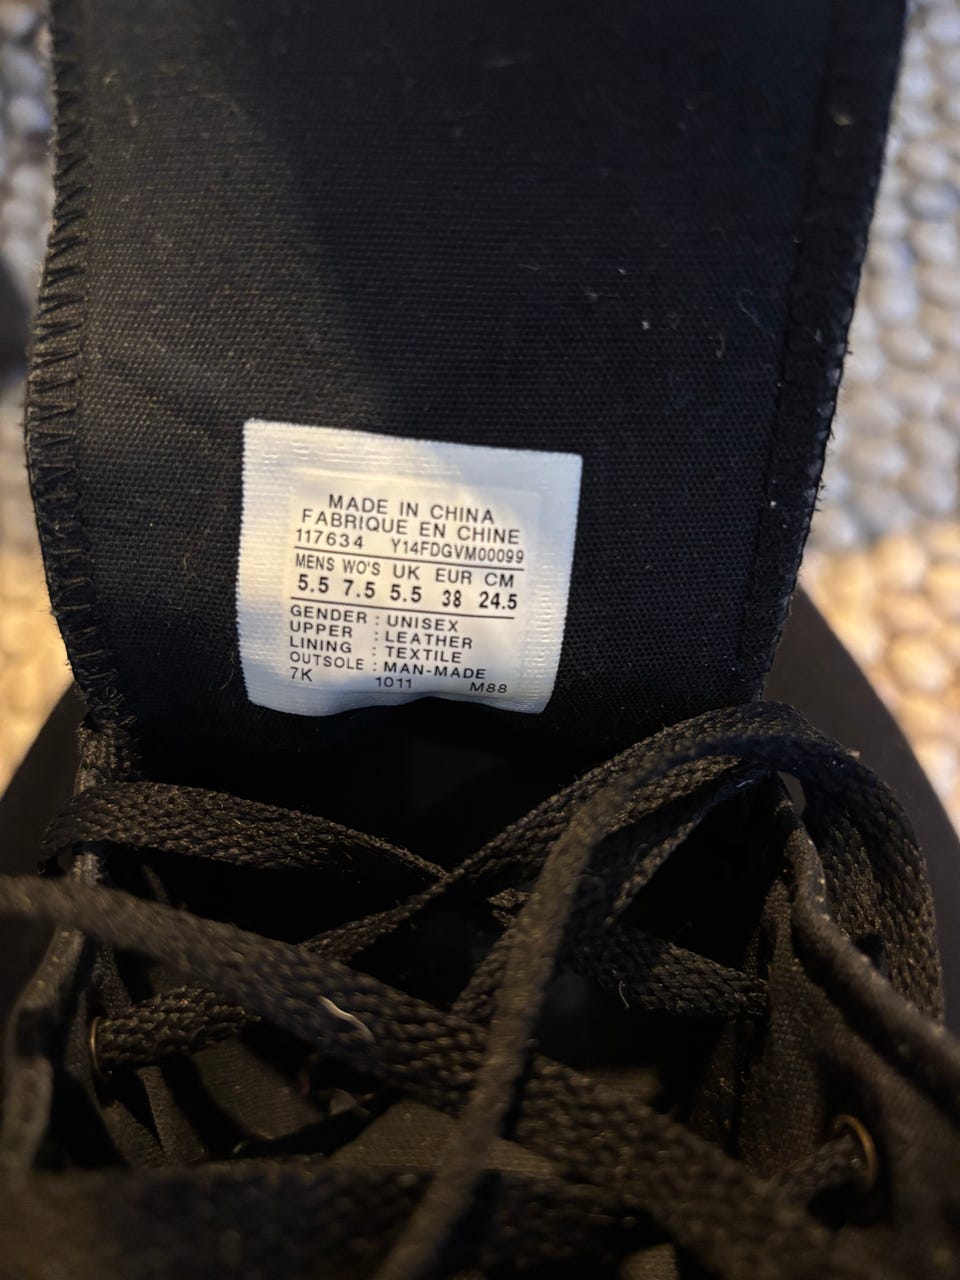 MADE IN CHINA
FABRIQUE EN CHINE
117634 Y14FDGVM00099
MENS WO'S UK EUR CM
5.5 7.5 5.5 38 24.5
GENDER : UNISEX
UPPER : LEATHER
LINING : TEXTILE
OUTSOLE : MAN-MADE
7K 1011 M88